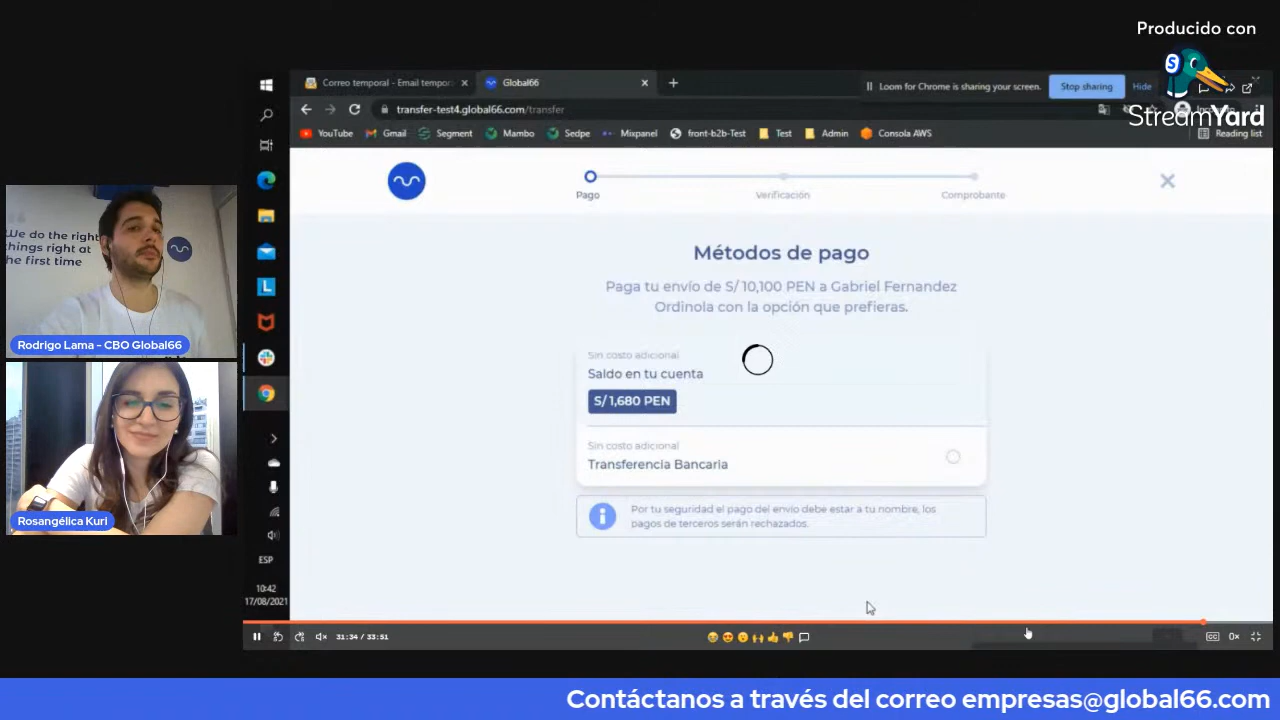 Producido con
StreamYard
Correo temporal - Email tempor
Global66
Loom for Chrome is sharing your screen.
Stop sharing
Hide
transfer-test4.global66.com/transfer
YouTube
Gmail
Segment
Mambo
Sedpe
Mixpanel
front-b2b-Test
Test
Admin
Consola AWS
Reading list
Pago
Verificación
Comprobante
Métodos de pago
Paga tu envío de S/ 10,100 PEN a Gabriel Fernandez
Ordinola con la opción que prefieras.
Sin costo adicional
Saldo en tu cuenta
S/ 1,680 PEN
Sin costo adicional
Transferencia Bancaria
Por tu seguridad el pago del envío debe estar a tu nombre, los
pagos de terceros serán rechazados.
We do the right
things right at
the first time
Rodrigo Lama - CBO Global66
Rosangélica Kuri
ESP
10:42
17/08/2021
31:34 / 33:51
CC
0x
Contáctanos a través del correo empresas@global66.com